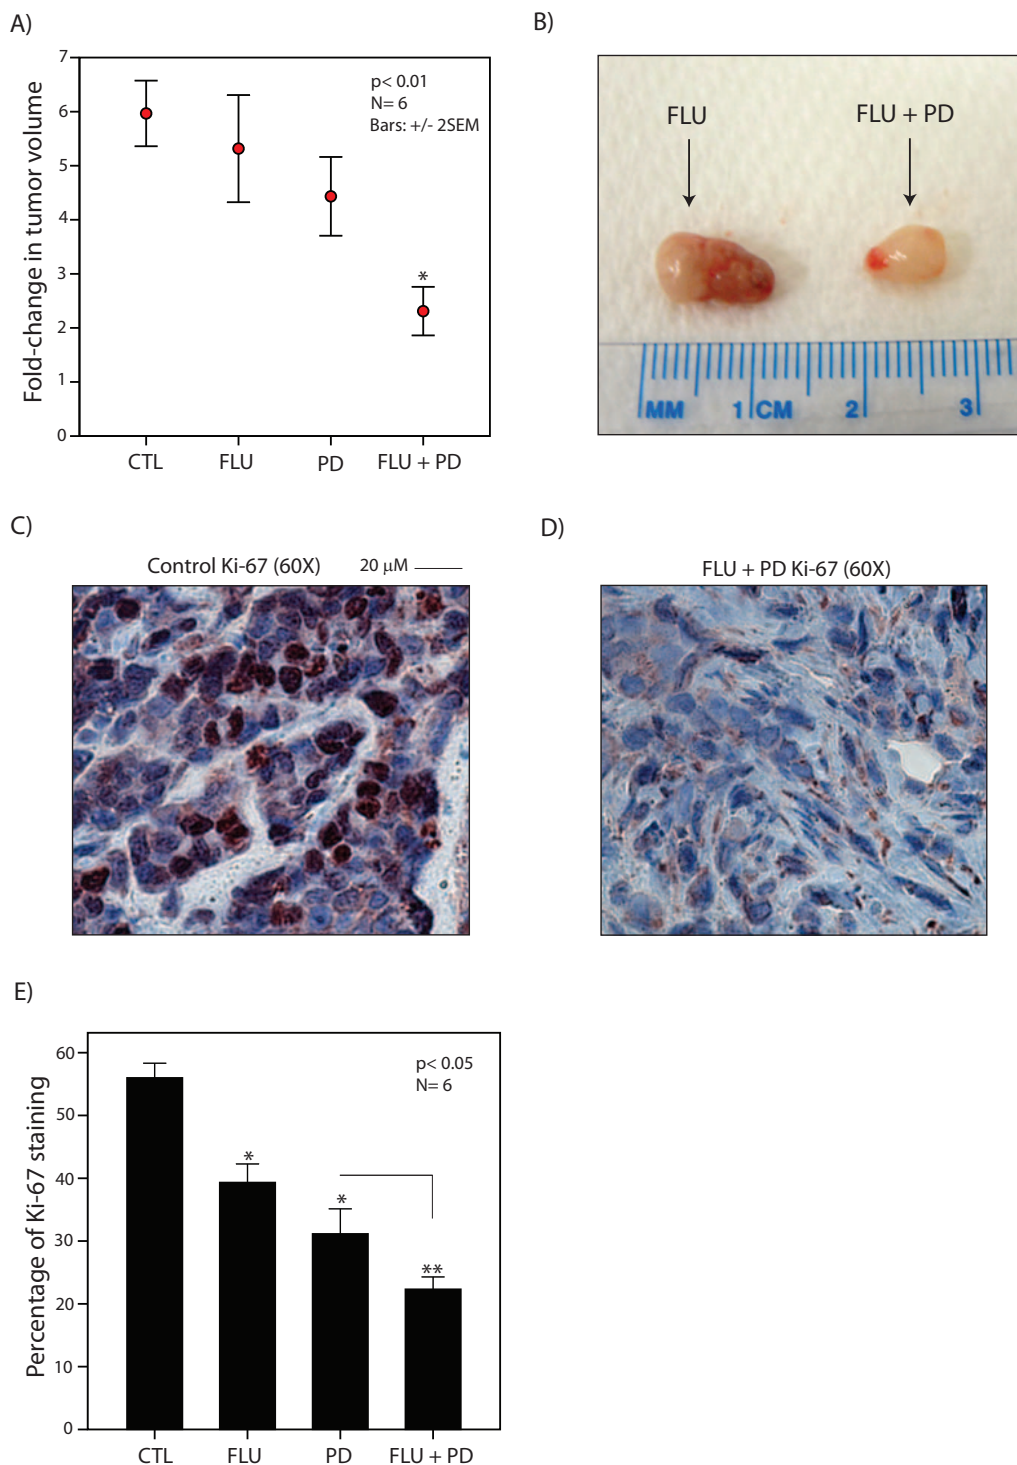 A)
Fold-change in tumor volume
7
6
5
4
3
2
1
0
p< 0.01
N= 6
Bars: +/- 2SEM
*
CTL
FLU
PD
FLU + PD
B)
FLU
FLU + PD
MM
1
CM
2
3
C)
Control Ki-67 (60X)
20 μM
D)
FLU + PD Ki-67 (60X)
E)
Percentage of Ki-67 staining
60
50
40
30
20
10
0
p< 0.05
N= 6
*
*
**
CTL
FLU
PD
FLU + PD